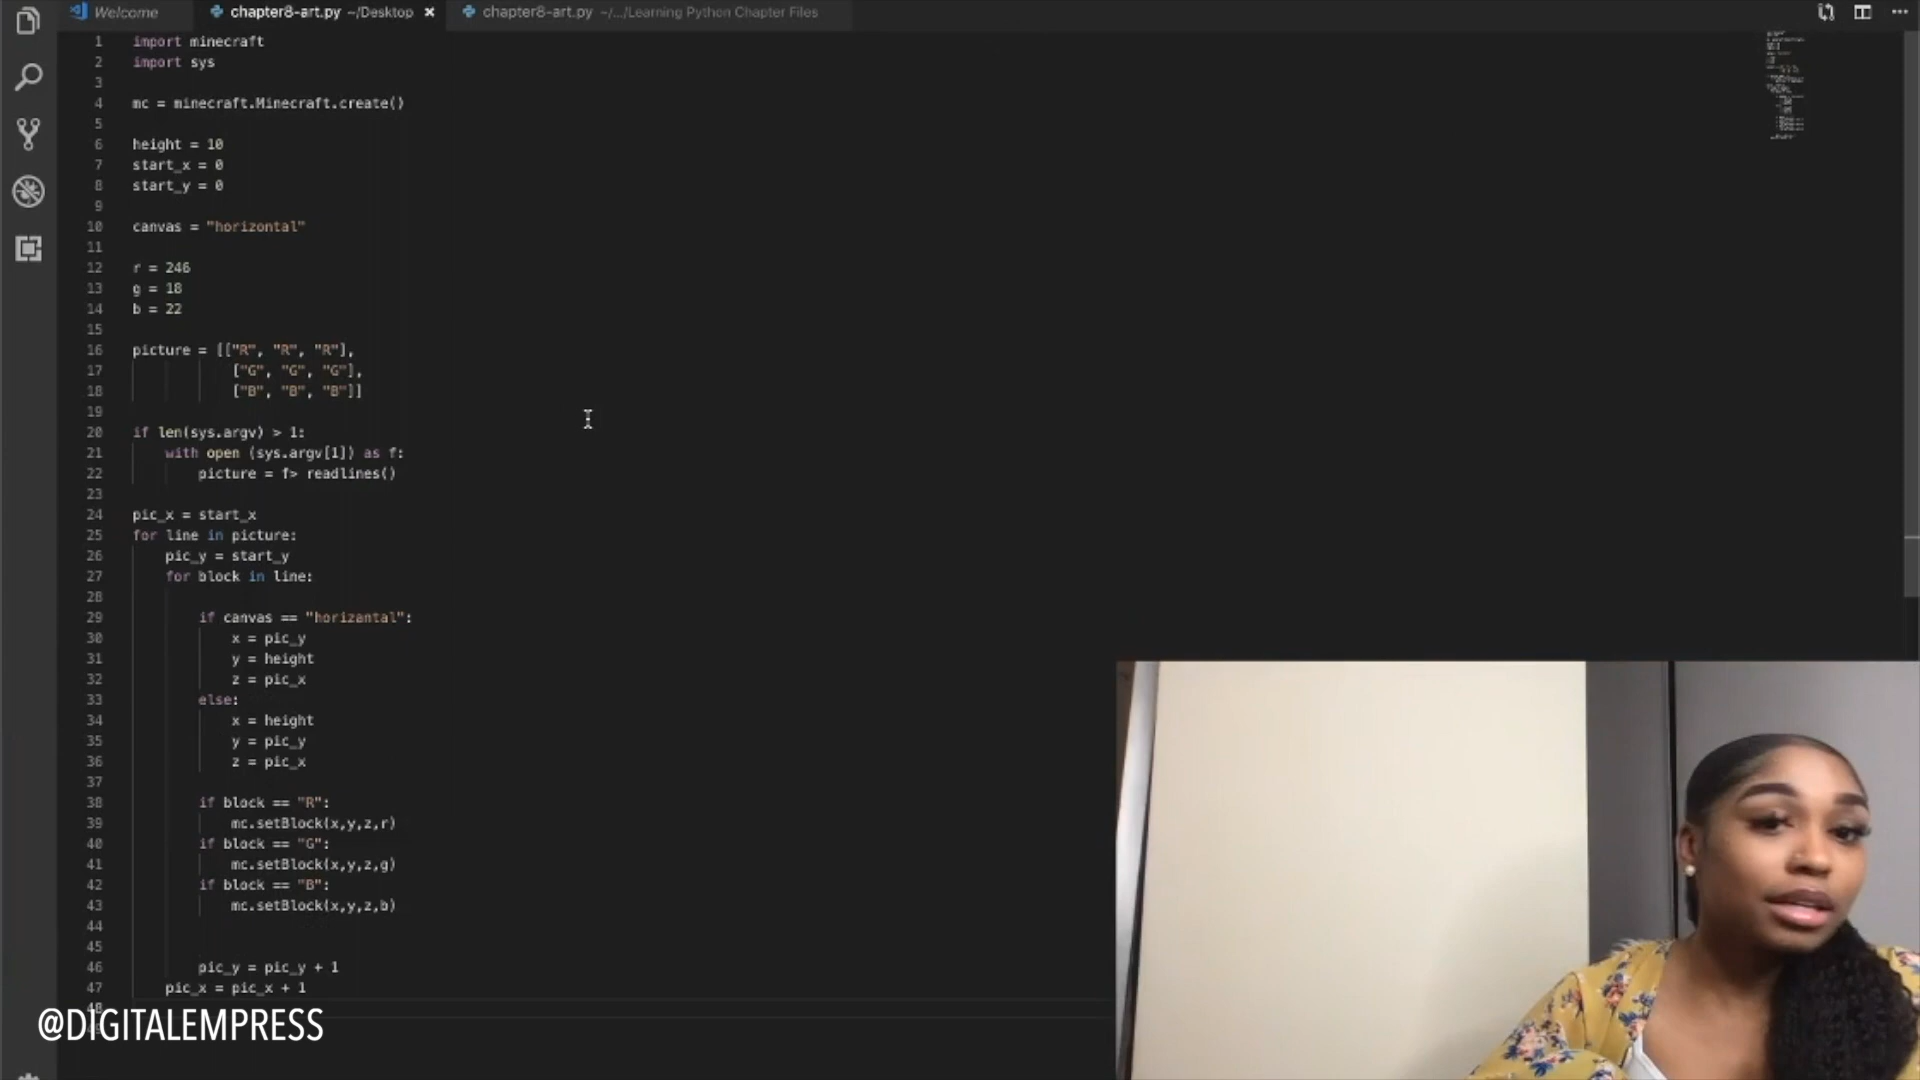 Welcome
chapter8-art.py ~/Desktop
chapter8-art.py ~/.../Learning Python Chapter Files
1 import minecraft
2 import sys
3
4 mc = minecraft.Minecraft.create()
5
6 height = 10
7 start_x = 0
8 start_y = 0
9
10 canvas = "horizontal"
11
12 r = 246
13 g = 18
14 b = 22
15
16 picture = [["R", "R", "R"],
17 ["G", "G", "G"],
18 ["B", "B", "B"]]
19
20 if len(sys.argv) > 1:
21 with open (sys.argv[1]) as f:
22 picture = f> readlines()
23
24 pic_x = start_x
25 for line in picture:
26 pic_y = start_y
27 for block in line:
28
29 if canvas == "horizantal":
30 x = pic_y
31 y = height
32 z = pic_x
33 else:
34 x = height
35 y = pic_y
36 z = pic_x
37
38 if block == "R":
39 mc.setBlock(x,y,z,r)
40 if block == "G":
41 mc.setBlock(x,y,z,g)
42 if block == "B":
43 mc.setBlock(x,y,z,b)
44
45
46 pic_y = pic_y + 1
47 pic_x = pic_x + 1
48
@DIGITALEMPRESS